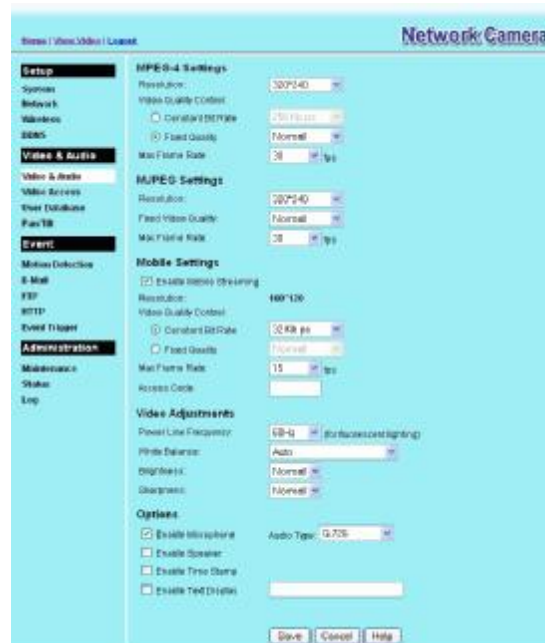 Network Camera
Home / View Video / Logout
Setup
System
Network
Wireless
DDNS
Video & Audio
Video & Audio
Video Access
User Database
Pan/Tilt
Event
Motion Detection
E-Mail
FTP
HTTP
Event Trigger
Administration
Maintenance
Status
Log
MPEG-4 Settings
Resolution: 320*240
Video Quality Control:
Constant Bit Rate
Fixed Quality Normal
Max Frame Rate: 30 fps
MJPEG Settings
Resolution: 320*240
Fixed Video Quality: Normal
Max Frame Rate: 30 fps
Mobile Settings
Enable Mobile Streaming
Resolution: 160*120
Video Quality Control:
Constant Bit Rate 32 Kbps
Fixed Quality Normal
Max Frame Rate: 15 fps
Access Code:
Video Adjustments
Power Line Frequency: 60Hz (for fluorescent lighting)
White Balance: Auto
Brightness: Normal
Sharpness: Normal
Options
Enable Microphone Audio Type: G.726
Enable Speaker
Enable Time Stamp
Enable Text Display
Save Cancel Help